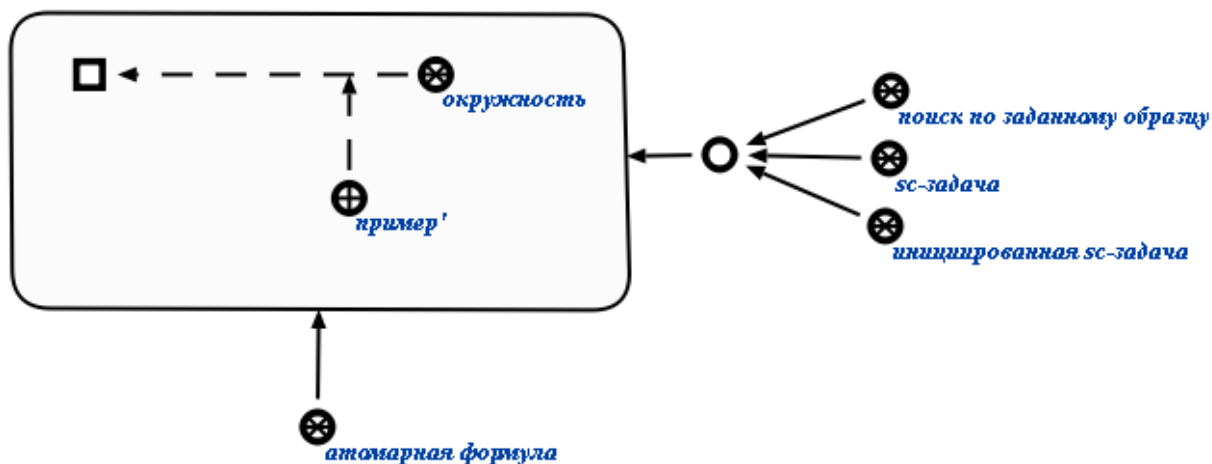 окружность
поиск по заданному образцу
sc-задача
пример'
инициированная sc-задача
атомарная формула